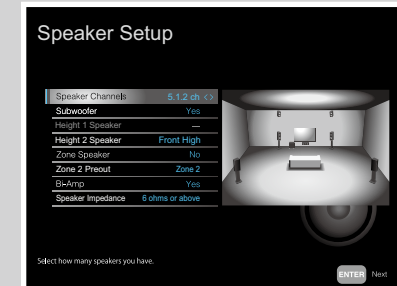 Speaker Setup
Speaker Channels 5.1.2 ch < >
Subwoofer Yes
Height 1 Speaker —
Height 2 Speaker Front High
Zone Speaker No
Zone 2 Preout Zone 2
Bi-Amp Yes
Speaker Impedance 6 ohms or above
Select how many speakers you have.
ENTER Next